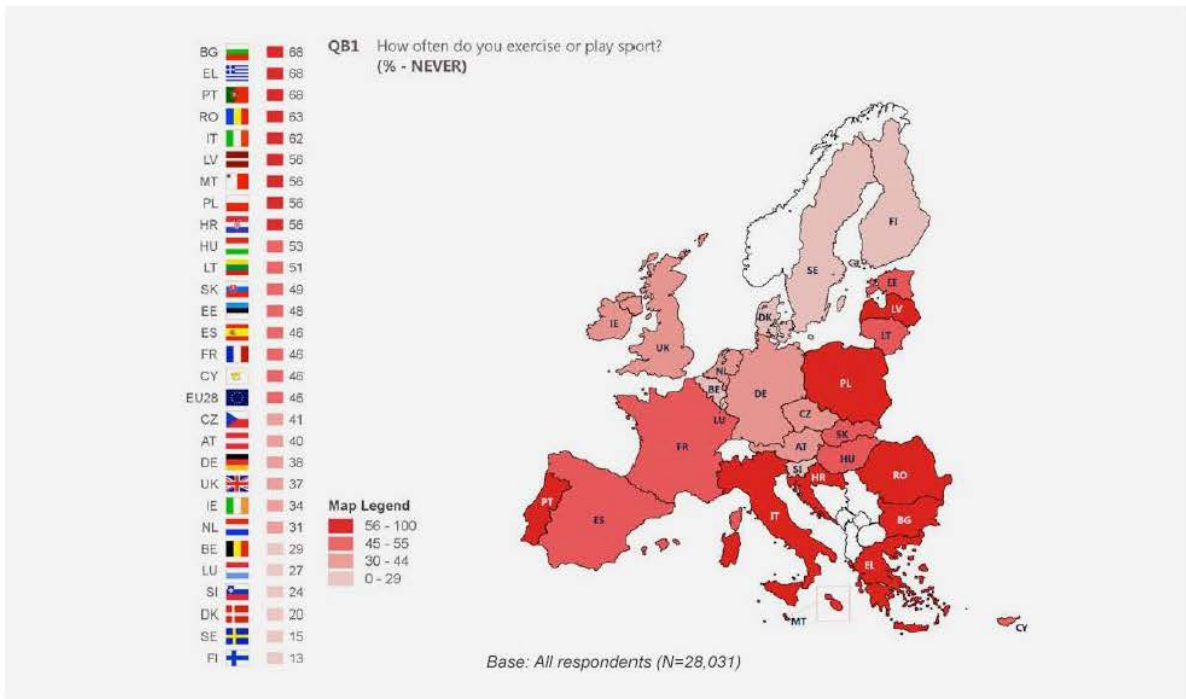 QB1 How often do you exercise or play sport?
(% - NEVER)
BG 68
EL 68
PT 68
RO 63
IT 62
LV 56
MT 56
PL 56
HR 56
HU 53
LT 51
SK 49
EE 48
ES 46
FR 46
CY 46
EU28 46
CZ 41
AT 40
DE 38
UK 37
IE 34
NL 31
BE 29
LU 27
SI 24
DK 20
SE 15
FI 13
Map Legend
56 - 100
45 - 55
30 - 44
0 - 29
FI
SE
EE
LV
LT
DK
IE
UK
NL
BE
DE
PL
LU
CZ
SK
FR
AT
HU
SI
HR
RO
PT
ES
IT
BG
EL
MT
CY
Base: All respondents (N=28,031)